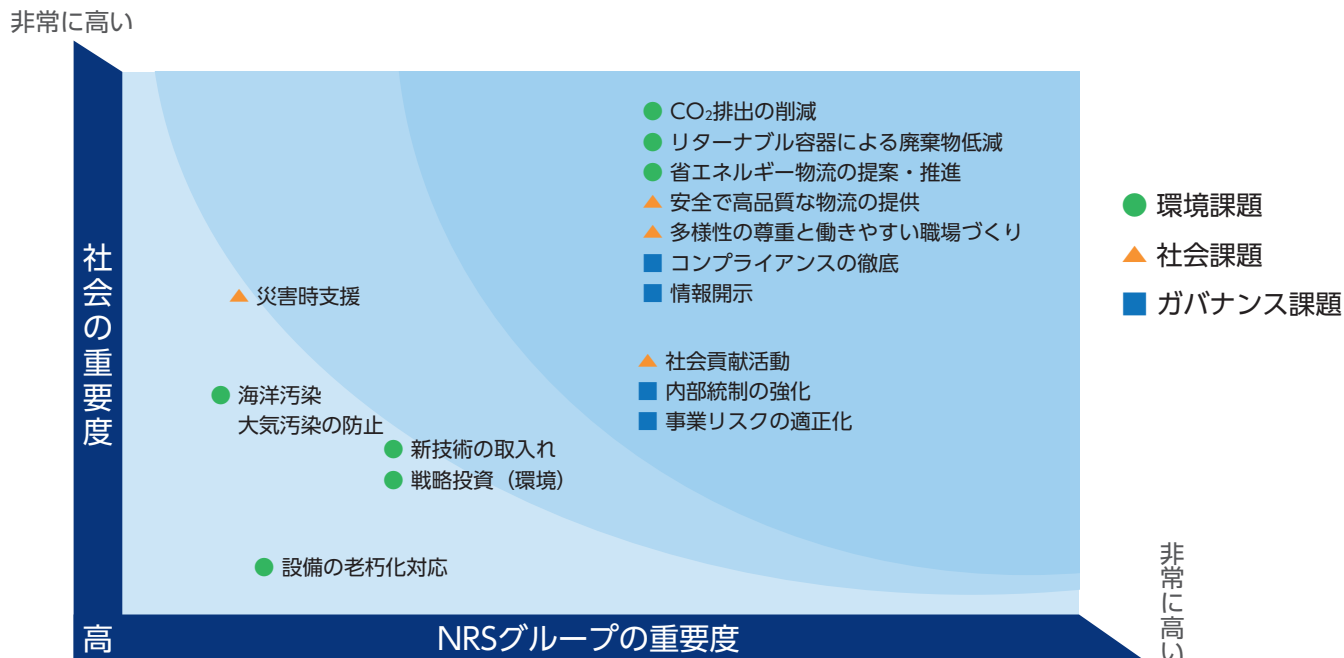 非常に高い
社会の重要度
CO₂排出の削減
リターナブル容器による廃棄物低減
省エネルギー物流の提案・推進
安全で高品質な物流の提供
多様性の尊重と働きやすい職場づくり
コンプライアンスの徹底
情報開示
災害時支援
社会貢献活動
内部統制の強化
事業リスクの適正化
海洋汚染
大気汚染の防止
新技術の取入れ
戦略投資（環境）
設備の老朽化対応
環境課題
社会課題
ガバナンス課題
高
NRSグループの重要度
非常に高い